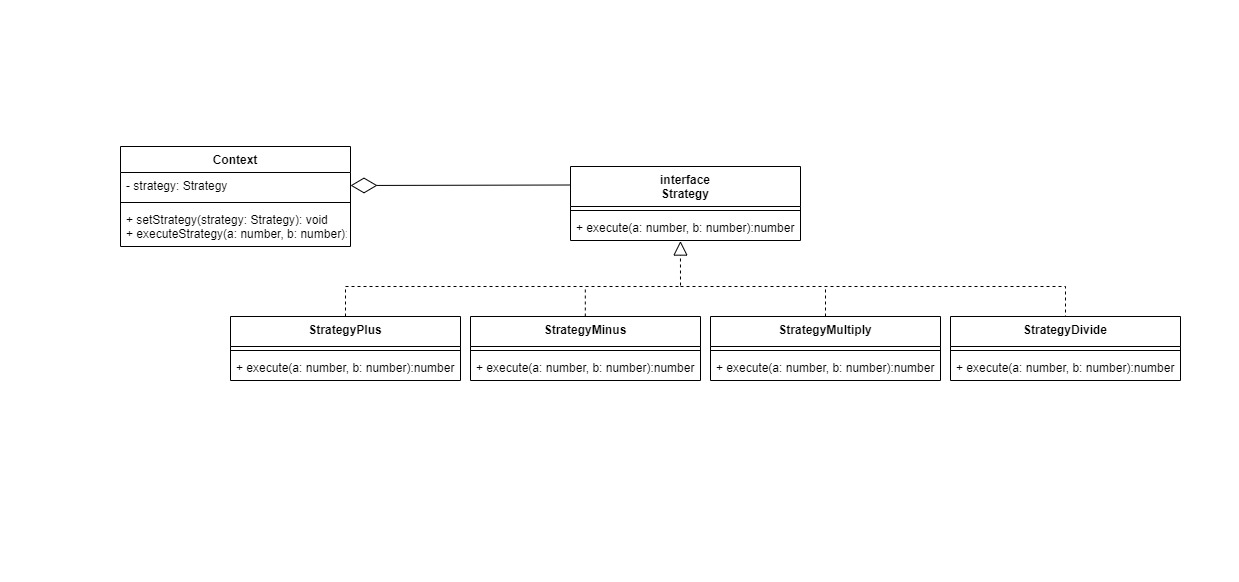 Context
- strategy: Strategy
+ setStrategy(strategy: Strategy): void
+ executeStrategy(a: number, b: number):
interface
Strategy
+ execute(a: number, b: number):number
StrategyPlus
+ execute(a: number, b: number):number
StrategyMinus
+ execute(a: number, b: number):number
StrategyMultiply
+ execute(a: number, b: number):number
StrategyDivide
+ execute(a: number, b: number):number